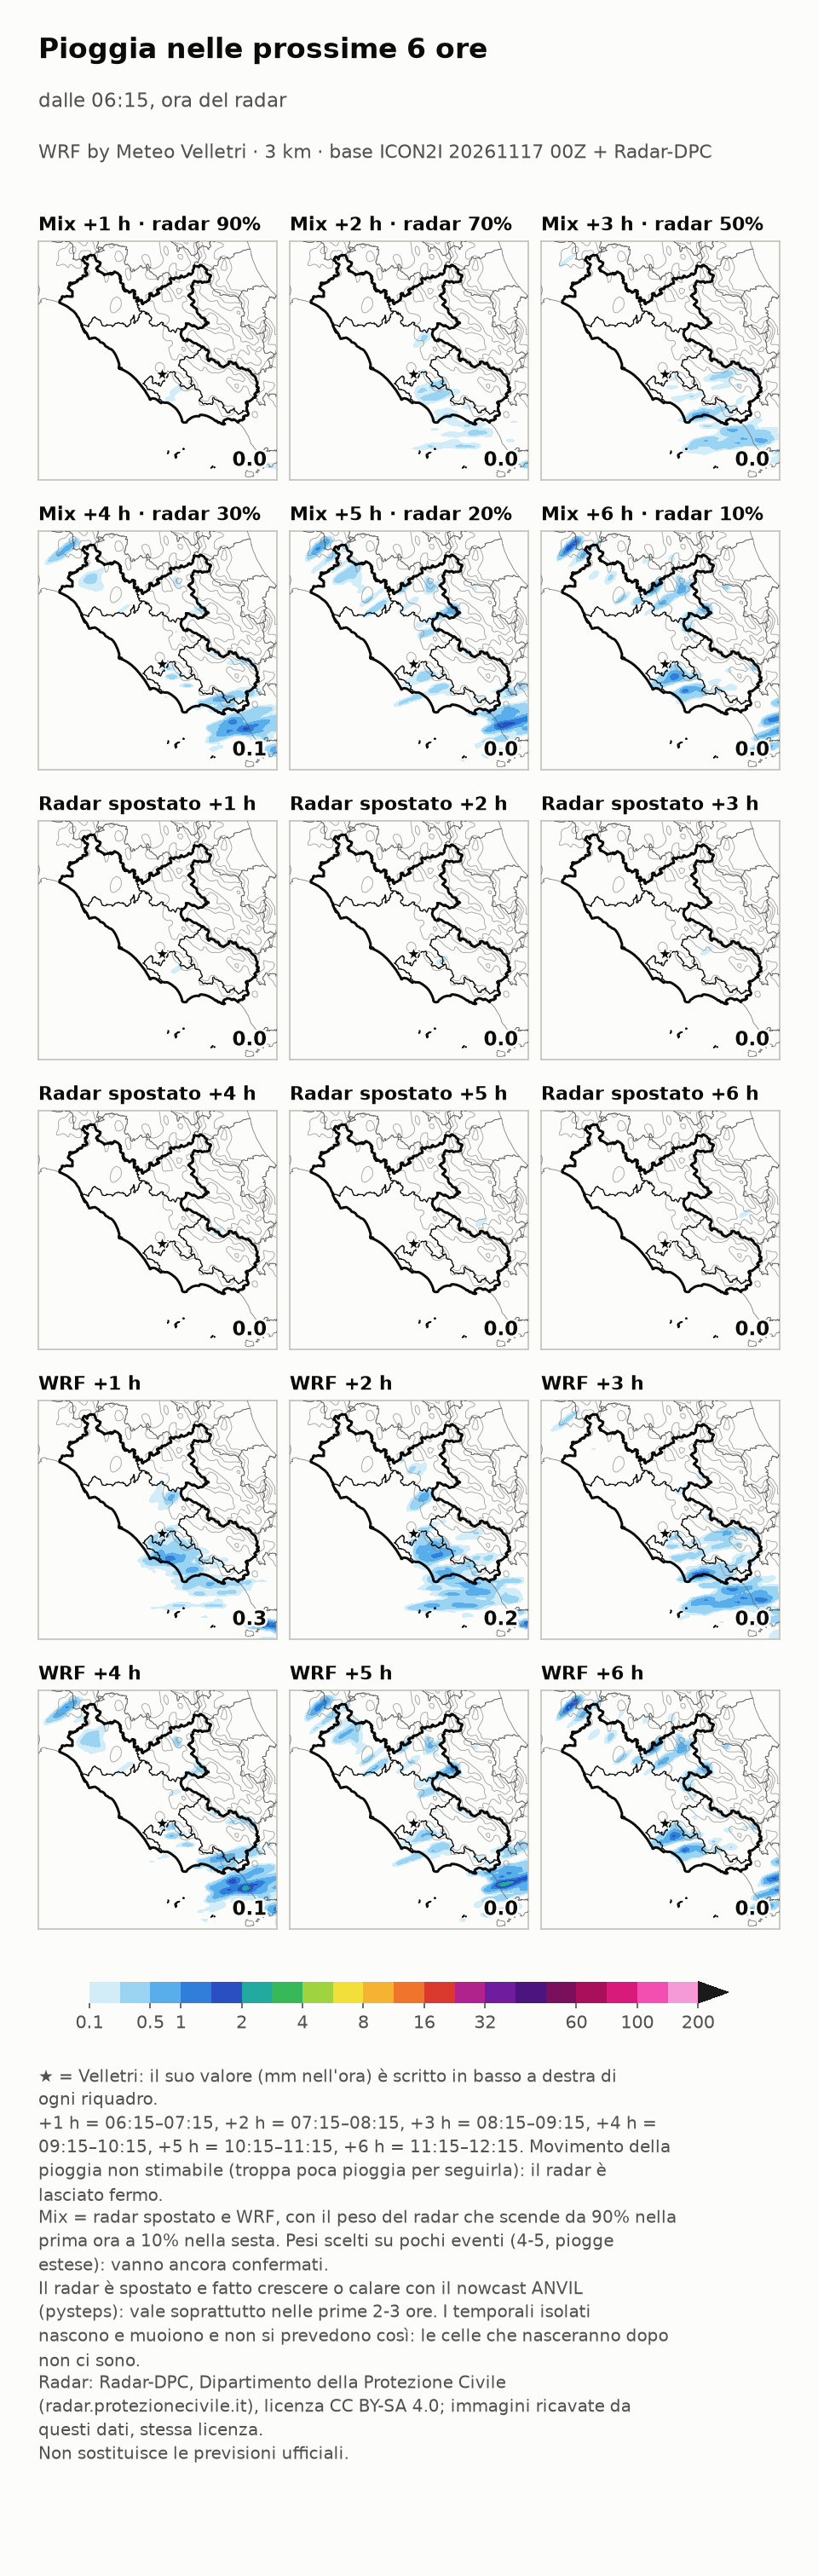 Pioggia nelle prossime 6 ore
dalle 06:15, ora del radar
WRF by Meteo Velletri · 3 km · base ICON2I 20261117 00Z + Radar-DPC
Mix +1 h · radar 90%
Mix +2 h · radar 70%
Mix +3 h · radar 50%
0.0
0.0
0.0
Mix +4 h · radar 30%
Mix +5 h · radar 20%
Mix +6 h · radar 10%
0.1
0.0
0.0
Radar spostato +1 h
Radar spostato +2 h
Radar spostato +3 h
0.0
0.0
0.0
Radar spostato +4 h
Radar spostato +5 h
Radar spostato +6 h
0.0
0.0
0.0
WRF +1 h
WRF +2 h
WRF +3 h
0.3
0.2
0.0
WRF +4 h
WRF +5 h
WRF +6 h
0.1
0.0
0.0
0.1 0.5 1 2 4 8 16 32 60 100 200
★ = Velletri: il suo valore (mm nell'ora) è scritto in basso a destra di
ogni riquadro.
+1 h = 06:15–07:15, +2 h = 07:15–08:15, +3 h = 08:15–09:15, +4 h =
09:15–10:15, +5 h = 10:15–11:15, +6 h = 11:15–12:15. Movimento della
pioggia non stimabile (troppa poca pioggia per seguirla): il radar è
lasciato fermo.
Mix = radar spostato e WRF, con il peso del radar che scende da 90% nella
prima ora a 10% nella sesta. Pesi scelti su pochi eventi (4-5, piogge
estese): vanno ancora confermati.
Il radar è spostato e fatto crescere o calare con il nowcast ANVIL
(pysteps): vale soprattutto nelle prime 2-3 ore. I temporali isolati
nascono e muoiono e non si prevedono così: le celle che nasceranno dopo
non ci sono.
Radar: Radar-DPC, Dipartimento della Protezione Civile
(radar.protezionecivile.it), licenza CC BY-SA 4.0; immagini ricavate da
questi dati, stessa licenza.
Non sostituisce le previsioni ufficiali.